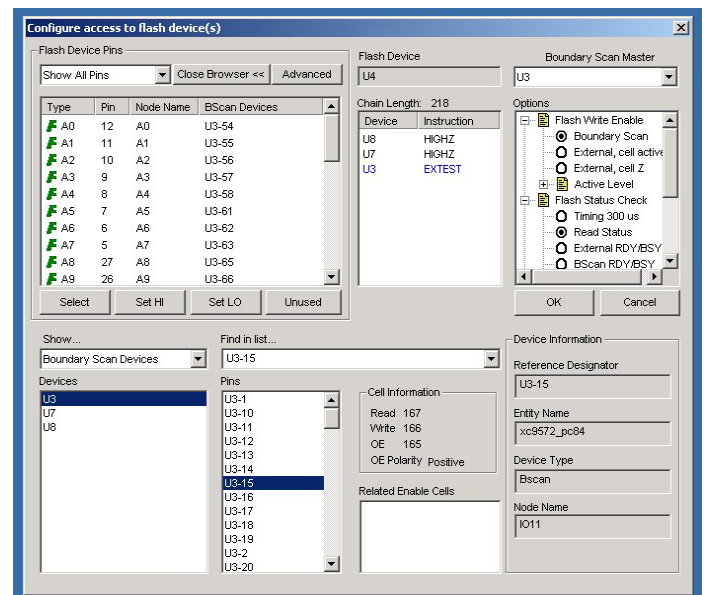 Configure access to flash device(s)
Flash Device Pins
Show All Pins
Close Browser <<
Advanced
Type Pin Node Name BScan Devices
A0 12 A0 U3-54
A1 11 A1 U3-55
A2 10 A2 U3-56
A3 9 A3 U3-57
A4 8 A4 U3-58
A5 7 A5 U3-61
A6 6 A6 U3-62
A7 5 A7 U3-63
A8 27 A8 U3-65
A9 26 A9 U3-66
Select
Set HI
Set LO
Unused
Flash Device
U4
Chain Length: 218
Device Instruction
U8 HIGHZ
U7 HIGHZ
U3 EXTEST
Boundary Scan Master
U3
Options
Flash Write Enable
Boundary Scan
External, cell active
External, cell Z
Active Level
Flash Status Check
Timing 300 us
Read Status
External RDY/BSY
BScan RDY/BSY
OK
Cancel
Show...
Boundary Scan Devices
Devices
U3
U7
U8
Find in list...
U3-15
Pins
U3-1
U3-10
U3-11
U3-12
U3-13
U3-14
U3-15
U3-16
U3-17
U3-18
U3-19
U3-2
U3-20
Cell Information
Read 167
Write 166
OE 165
OE Polarity Positive
Related Enable Cells
Device Information
Reference Designator
U3-15
Entity Name
xc9572_pc84
Device Type
Bscan
Node Name
IO11